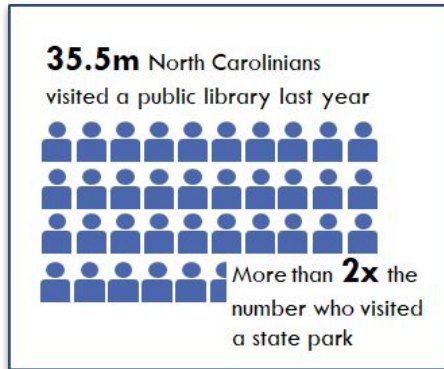 35.5m North Carolinians
visited a public library last year
More than 2x the
number who visited
a state park